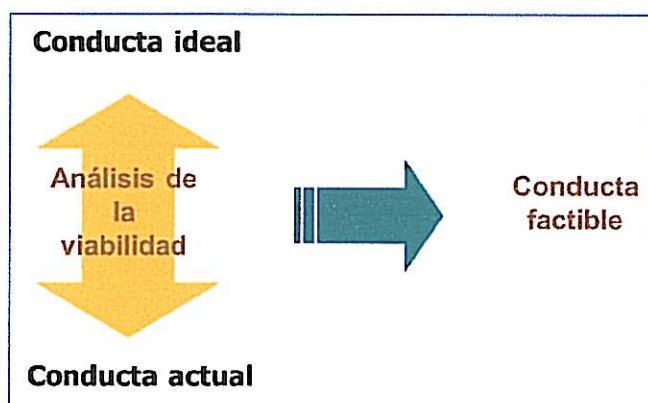 Conducta ideal
Análisis de
la
viabilidad
Conducta
factible
Conducta actual